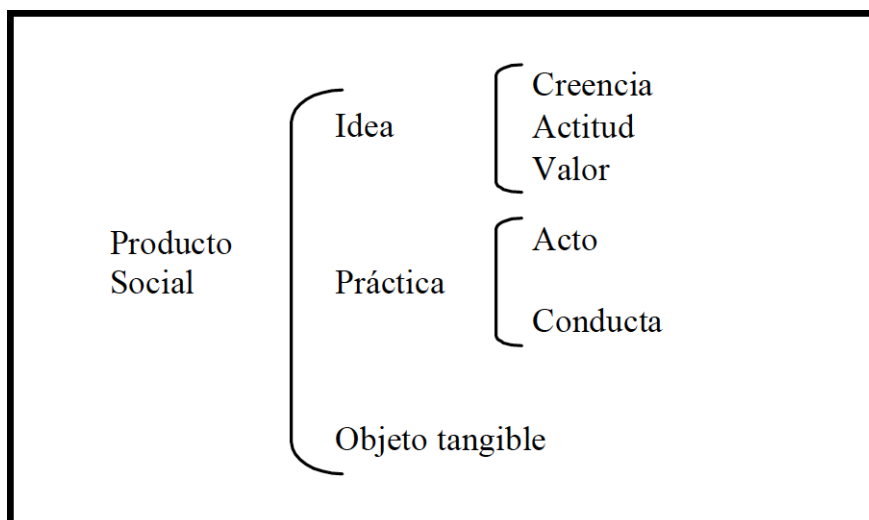 Producto
Social
Idea
Creencia
Actitud
Valor
Práctica
Acto
Conducta
Objeto tangible